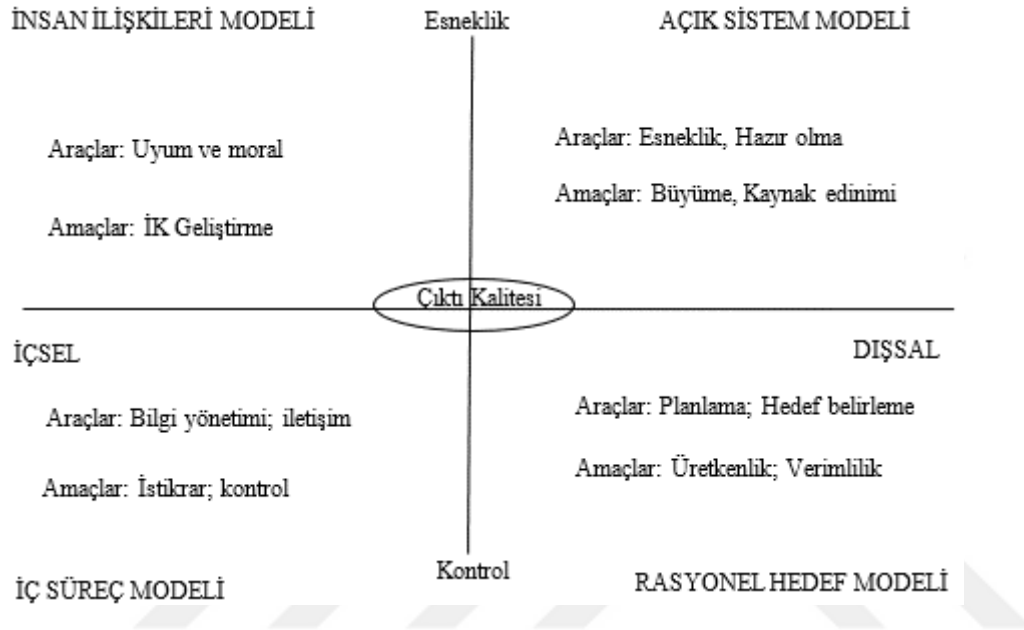 İNSAN İLİŞKİLERİ MODELİ
Esneklik
AÇIK SİSTEM MODELİ
Araçlar: Uyum ve moral
Amaçlar: İK Geliştirme
Araçlar: Esneklik, Hazır olma
Amaçlar: Büyüme, Kaynak edinimi
Çıktı Kalitesi
İÇSEL
DIŞSAL
Araçlar: Bilgi yönetimi; iletişim
Amaçlar: İstikrar; kontrol
Araçlar: Planlama; Hedef belirleme
Amaçlar: Üretkenlik; Verimlilik
İÇ SÜREÇ MODELİ
Kontrol
RASYONEL HEDEF MODELİ